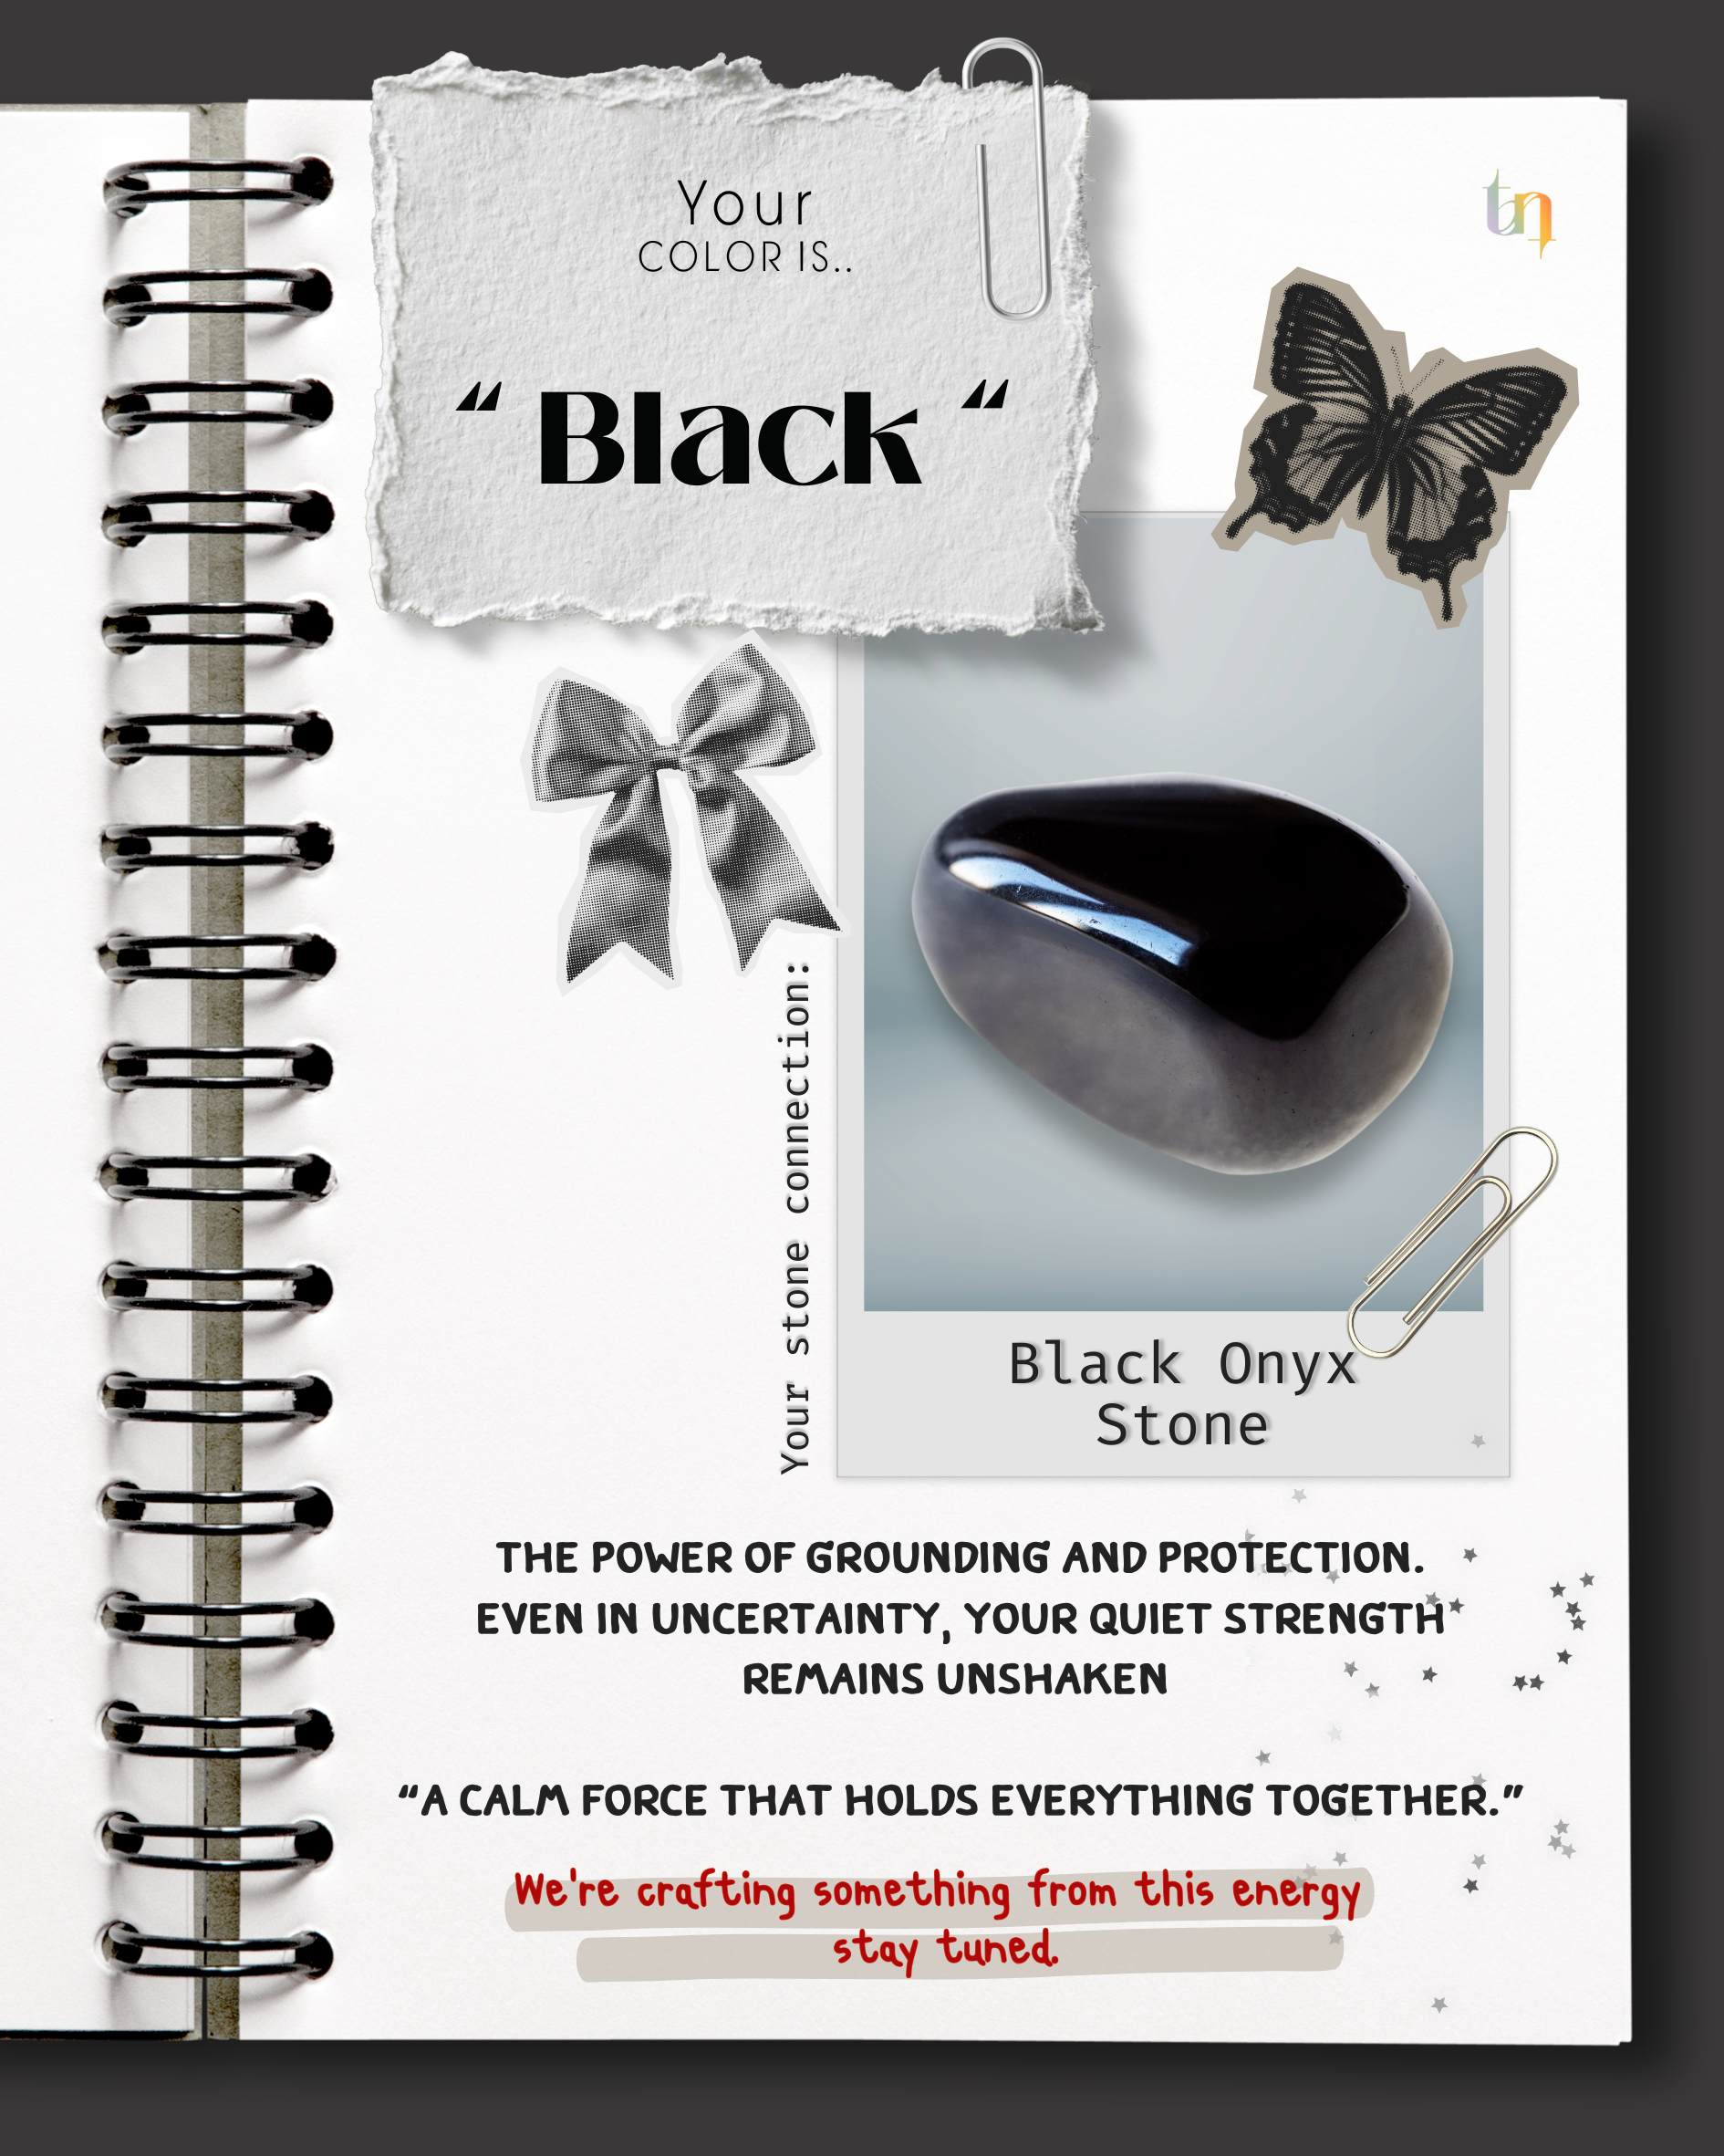 Your
COLOR IS..
“ Black “
tn
Your stone connection:
Black Onyx
Stone
THE POWER OF GROUNDING AND PROTECTION.
EVEN IN UNCERTAINTY, YOUR QUIET STRENGTH
REMAINS UNSHAKEN
“A CALM FORCE THAT HOLDS EVERYTHING TOGETHER.”
We're crafting something from this energy
stay tuned.